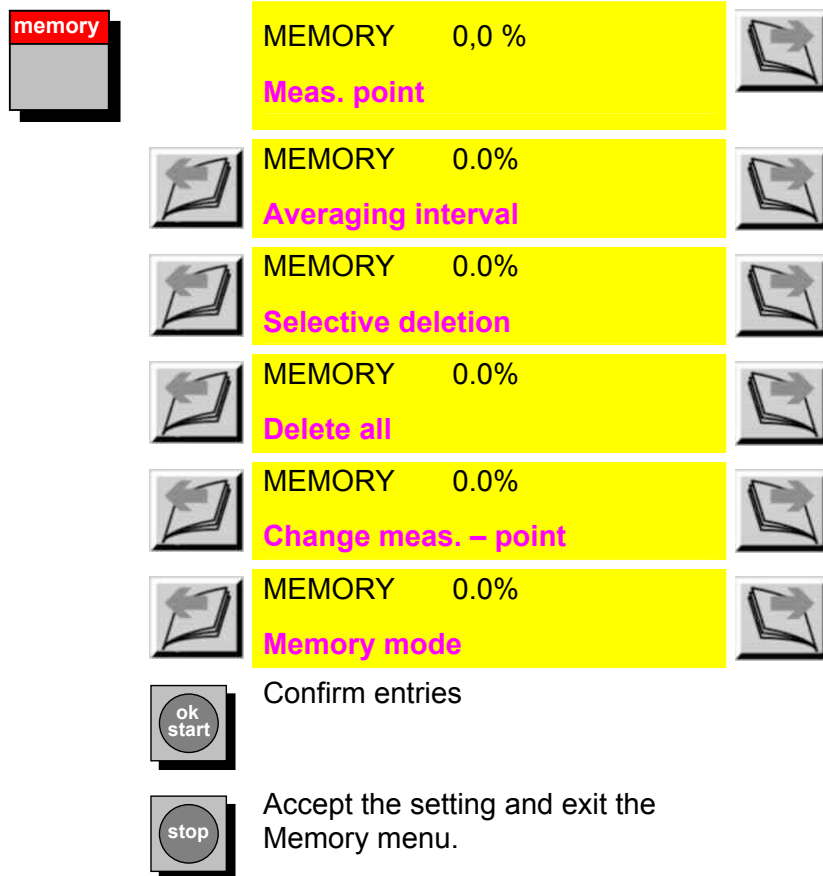 memory
MEMORY 0,0 %
Meas. point
MEMORY 0.0%
Averaging interval
MEMORY 0.0%
Selective deletion
MEMORY 0.0%
Delete all
MEMORY 0.0%
Change meas. – point
MEMORY 0.0%
Memory mode
ok
start
Confirm entries
stop
Accept the setting and exit the
Memory menu.